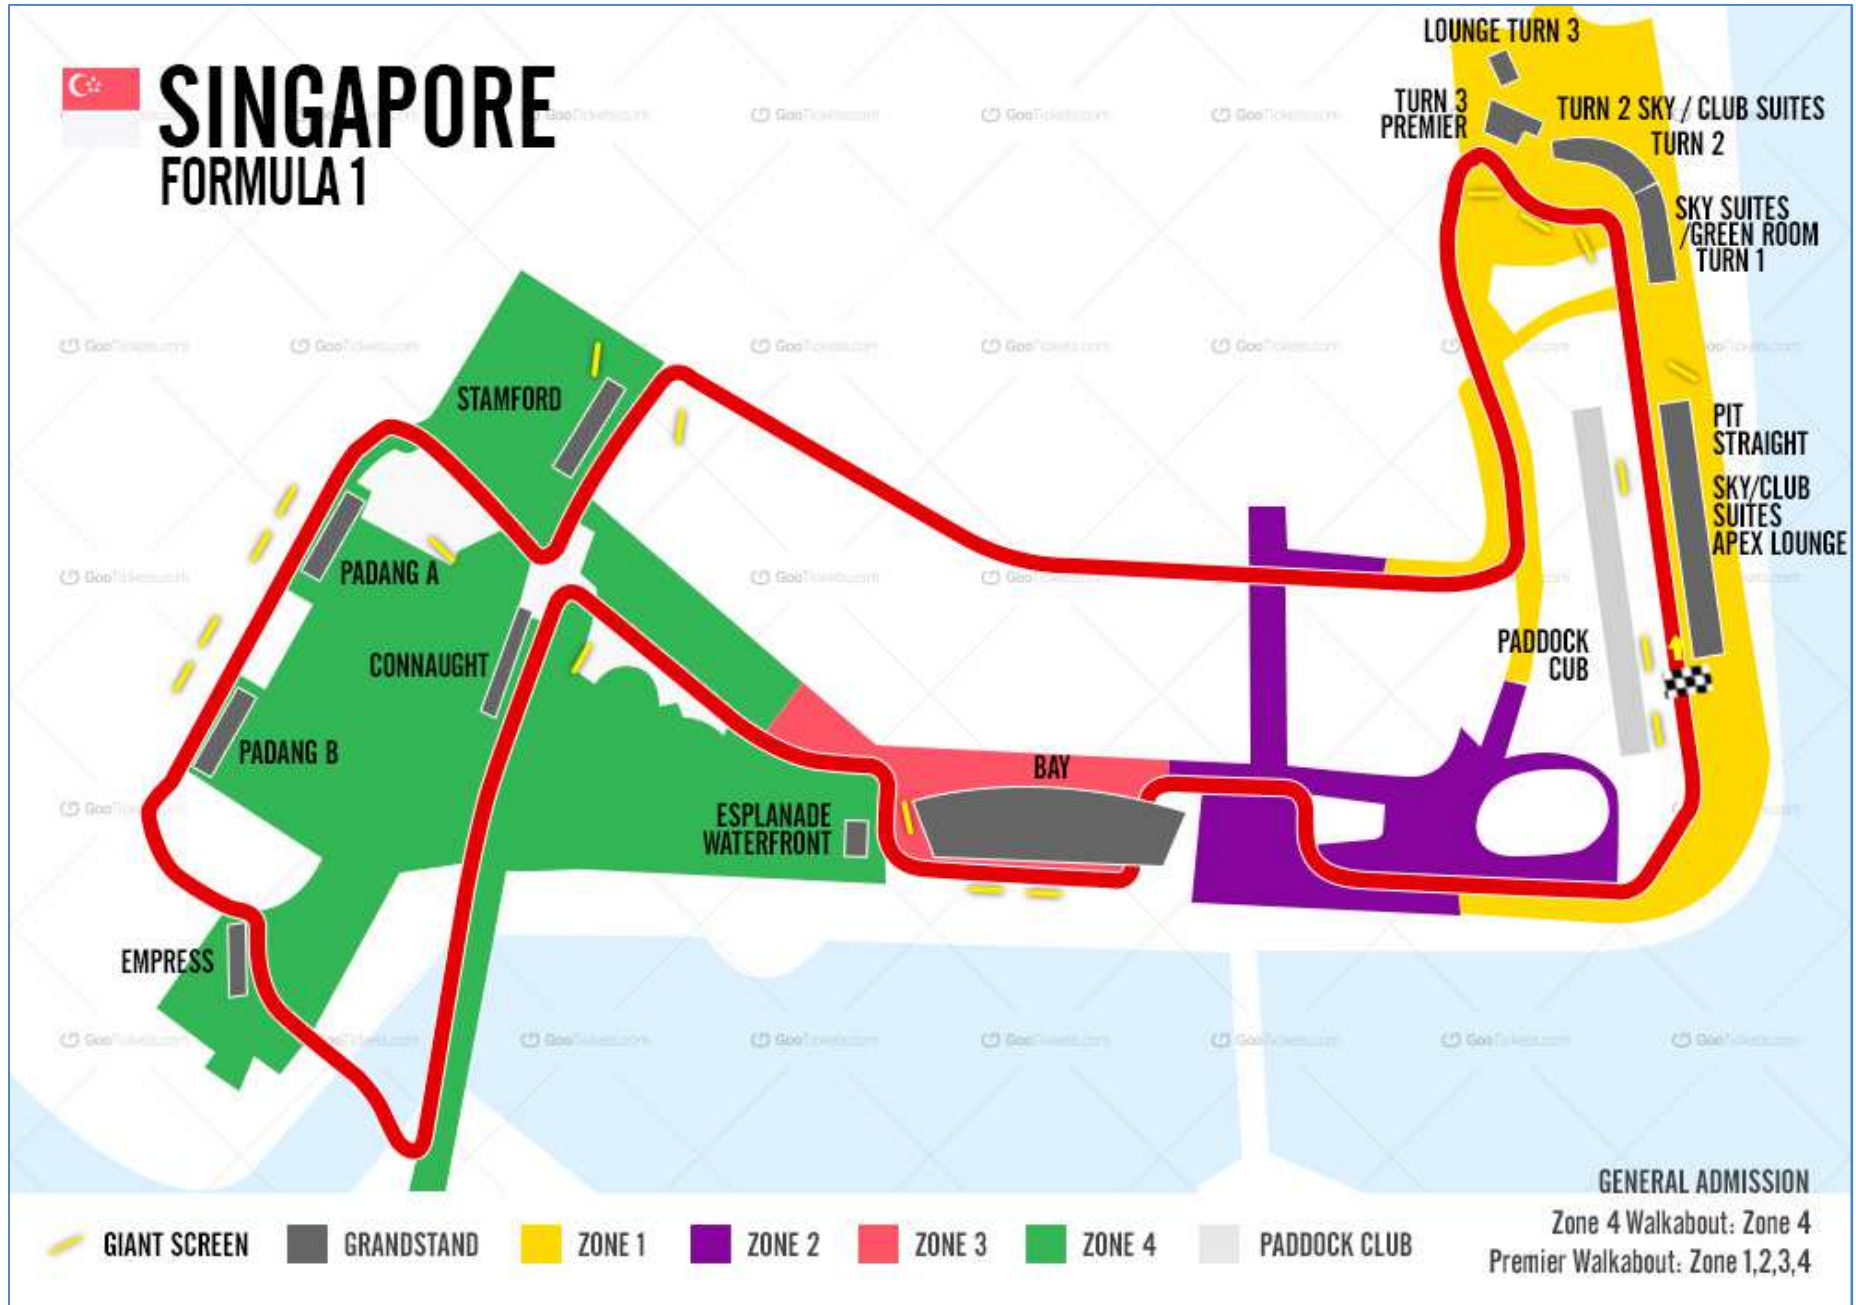 SINGAPORE
FORMULA 1
LOUNGE TURN 3
TURN 3
PREMIER
TURN 2 SKY / CLUB SUITES
TURN 2
SKY SUITES
/GREEN ROOM
TURN 1
STAMFORD
PIT
STRAIGHT
SKY/CLUB
SUITES
APEX LOUNGE
PADANG A
CONNAUGHT
PADDOCK
CUB
PADANG B
BAY
ESPLANADE
WATERFRONT
EMPRESS
GENERAL ADMISSION
Zone 4 Walkabout: Zone 4
Premier Walkabout: Zone 1,2,3,4
GIANT SCREEN
GRANDSTAND
ZONE 1
ZONE 2
ZONE 3
ZONE 4
PADDOCK CLUB
GooTickets.com